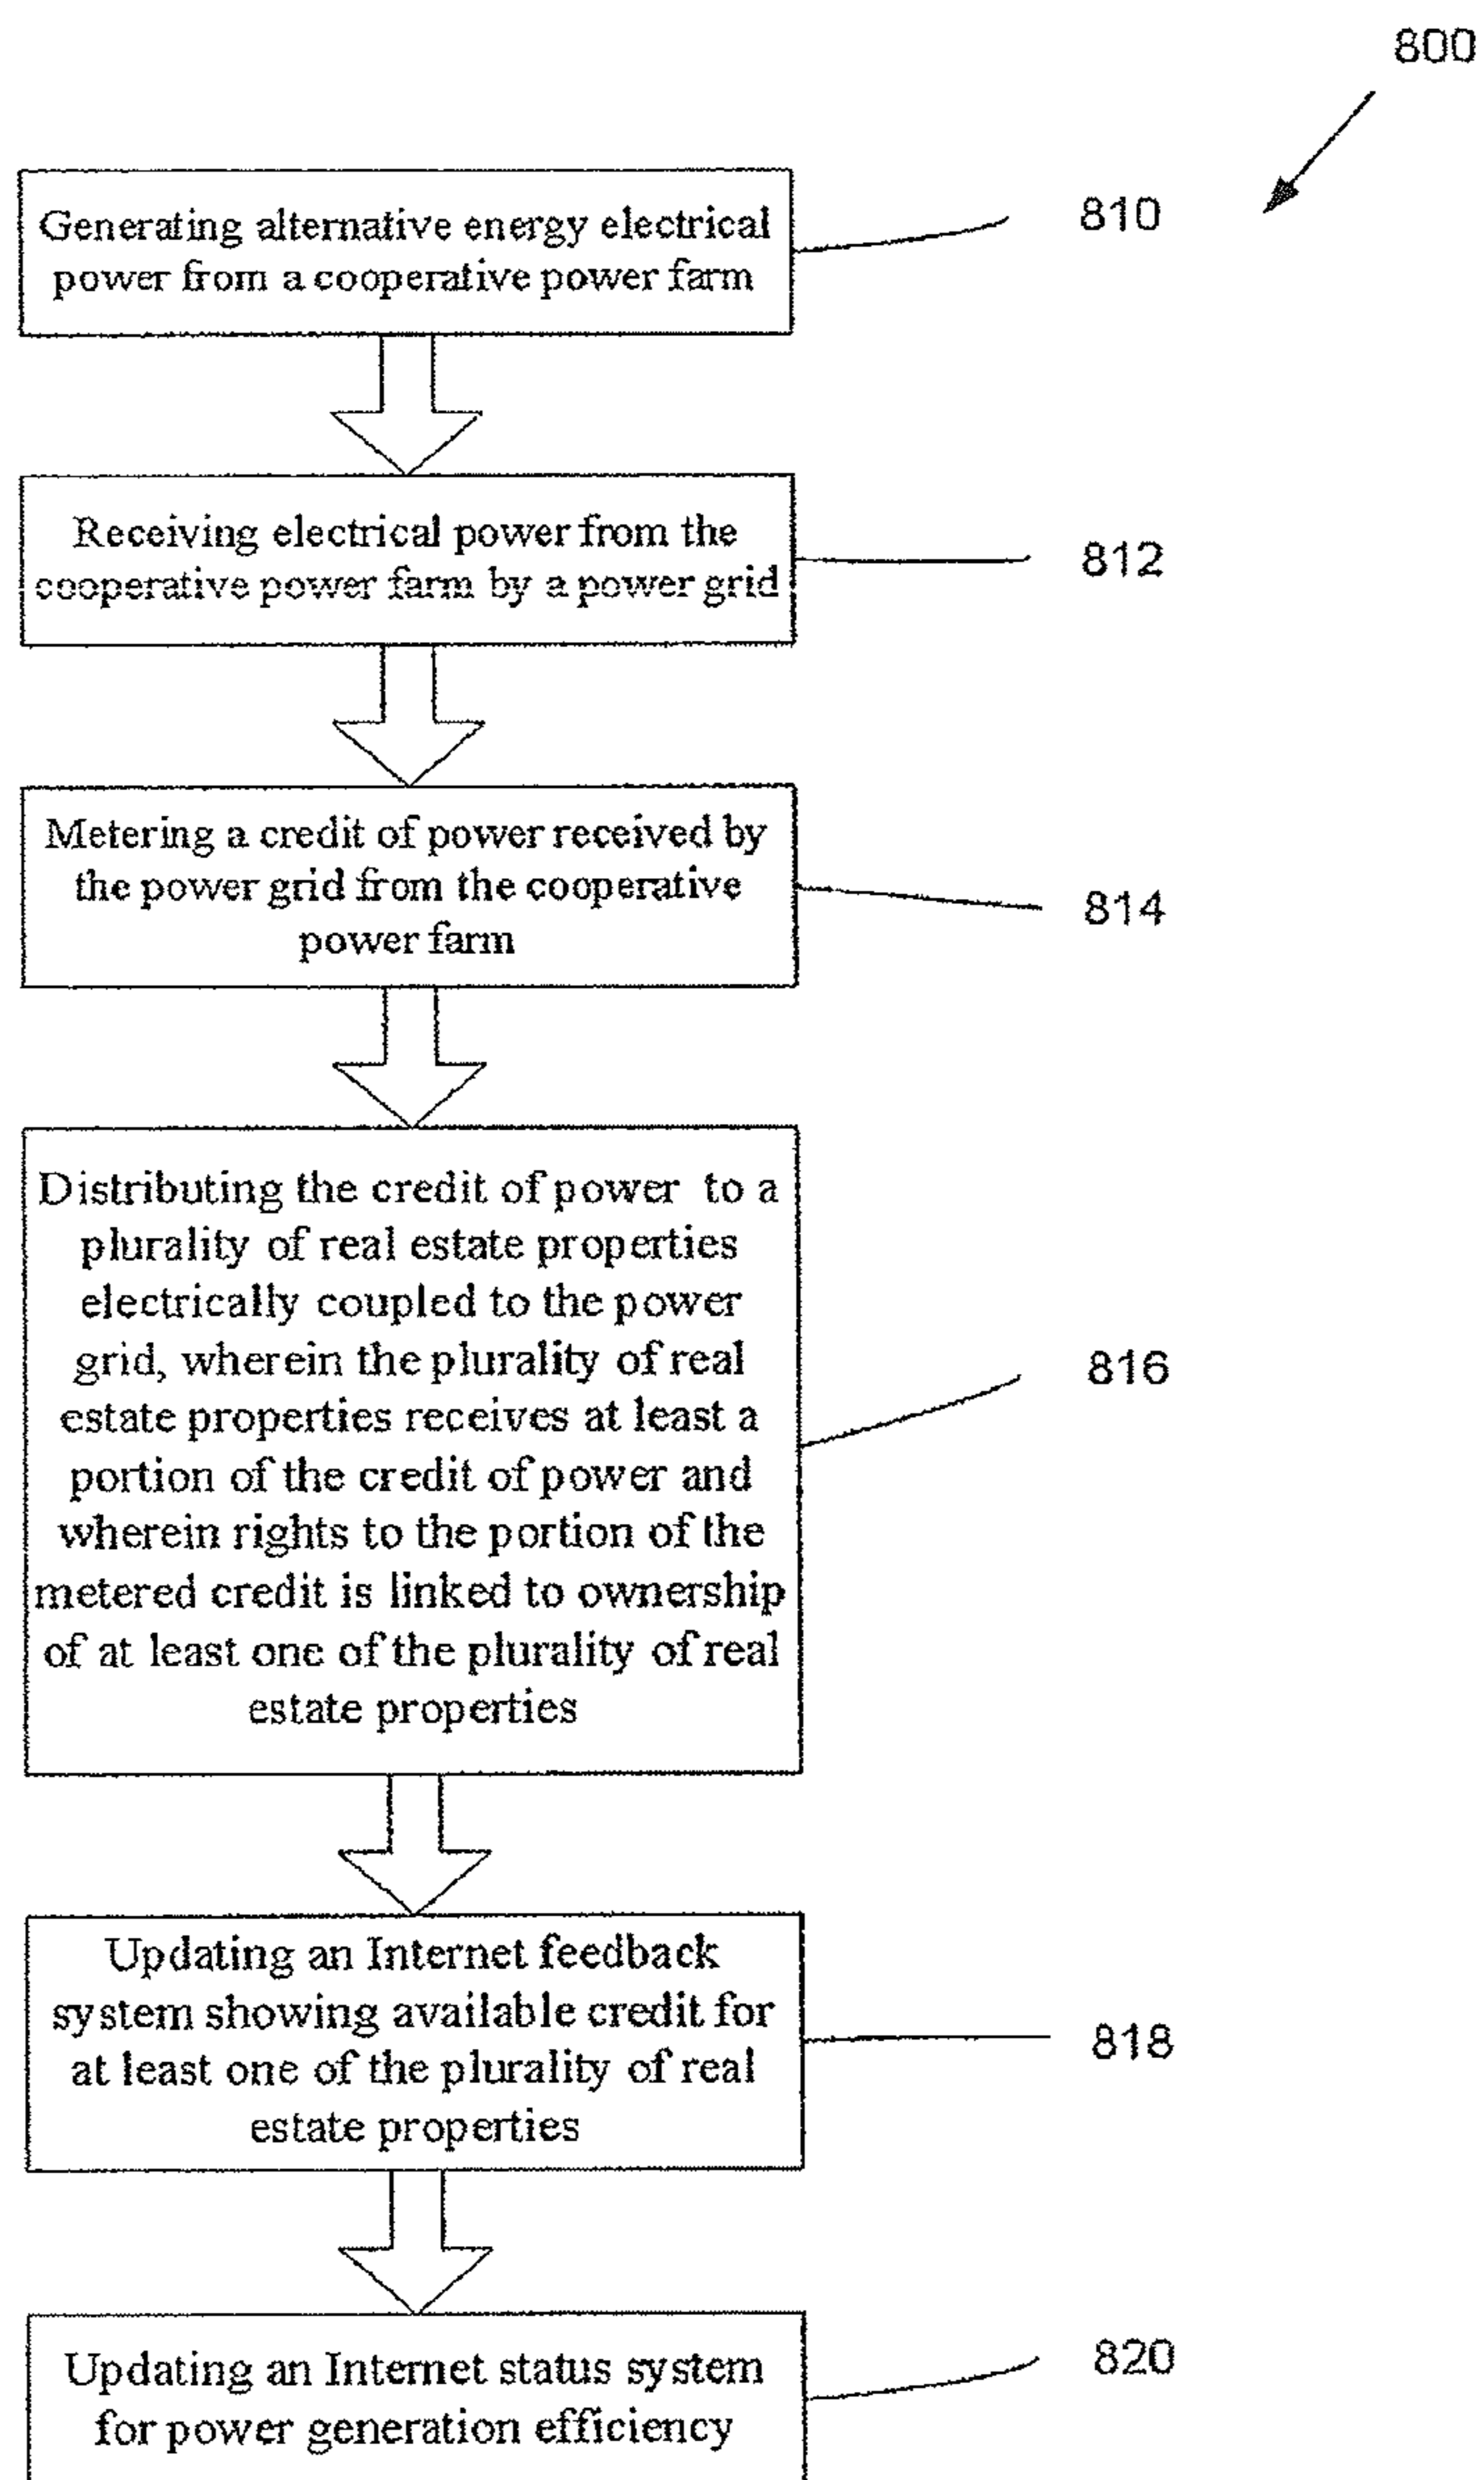 800
Generating alternative energy electrical
power from a cooperative power farm
810
Receiving electrical power from the
cooperative power farm by a power grid
812
Metering a credit of power received by
the power grid from the cooperative
power farm
814
Distributing the credit of power to a
plurality of real estate properties
electrically coupled to the power
grid, wherein the plurality of real
estate properties receives at least a
portion of the credit of power and
wherein rights to the portion of the
metered credit is linked to ownership
of at least one of the plurality of real
estate properties
816
Updating an Internet feedback
system showing available credit for
at least one of the plurality of real
estate properties
818
Updating an Internet status system
for power generation efficiency
820